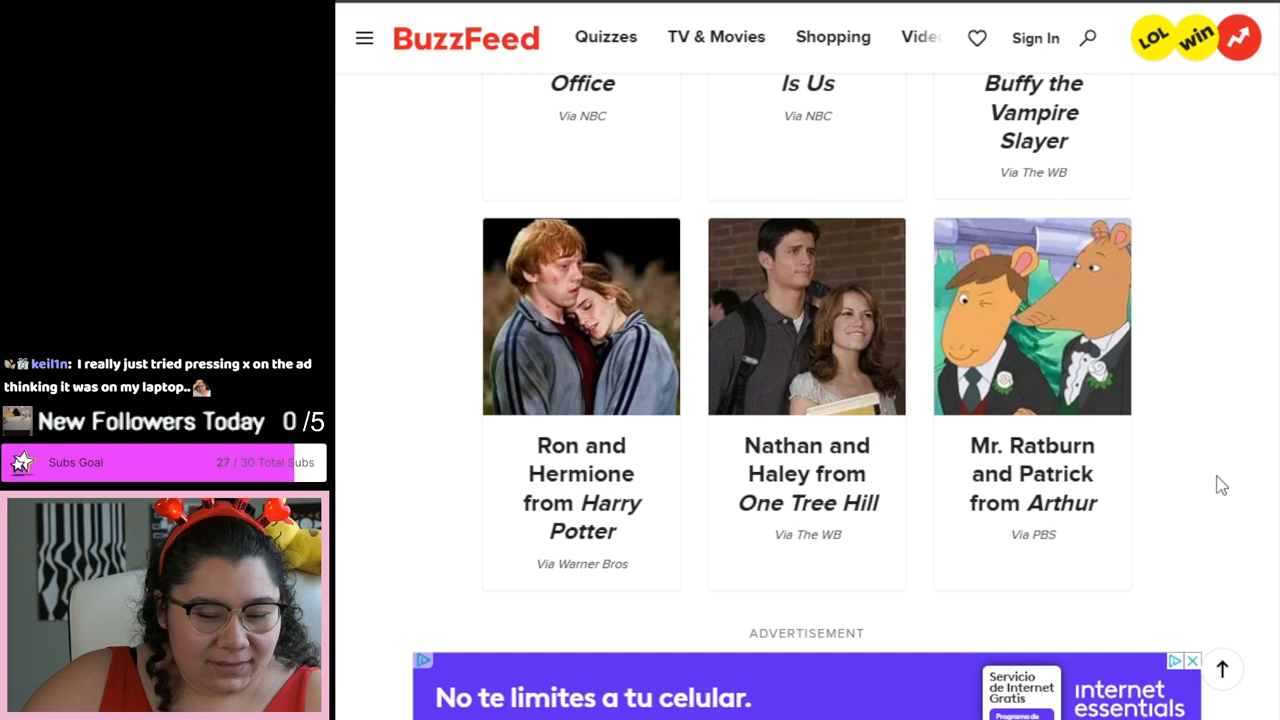 BuzzFeed
Quizzes
TV & Movies
Shopping
Vide
Sign In
LOL
win
Office
Via NBC
Is Us
Via NBC
Buffy the
Vampire
Slayer
Via The WB
Ron and
Hermione
from Harry
Potter
Via Warner Bros
Nathan and
Haley from
One Tree Hill
Via The WB
Mr. Ratburn
and Patrick
from Arthur
Via PBS
ADVERTISEMENT
No te limites a tu celular.
Servicio
de Internet
Gratis
Programa de
internet
essentials
keil1n: I really just tried pressing x on the ad
thinking it was on my laptop..
New Followers Today 0 /5
Subs Goal 27 / 30 Total Subs